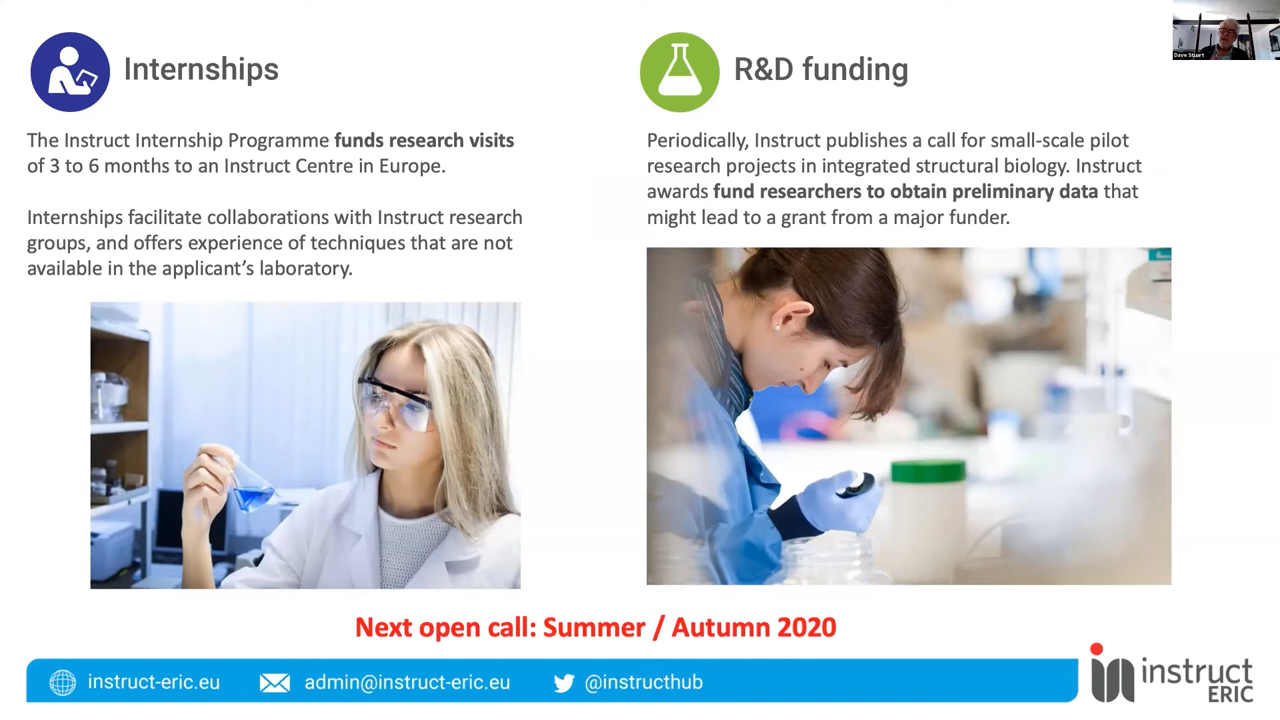 Internships
The Instruct Internship Programme funds research visits
of 3 to 6 months to an Instruct Centre in Europe.
Internships facilitate collaborations with Instruct research
groups, and offers experience of techniques that are not
available in the applicant's laboratory.
R&D funding
Periodically, Instruct publishes a call for small-scale pilot
research projects in integrated structural biology. Instruct
awards fund researchers to obtain preliminary data that
might lead to a grant from a major funder.
Dave Stuart
Next open call: Summer / Autumn 2020
instruct-eric.eu
admin@instruct-eric.eu
@instructhub
in instruct
ERIC